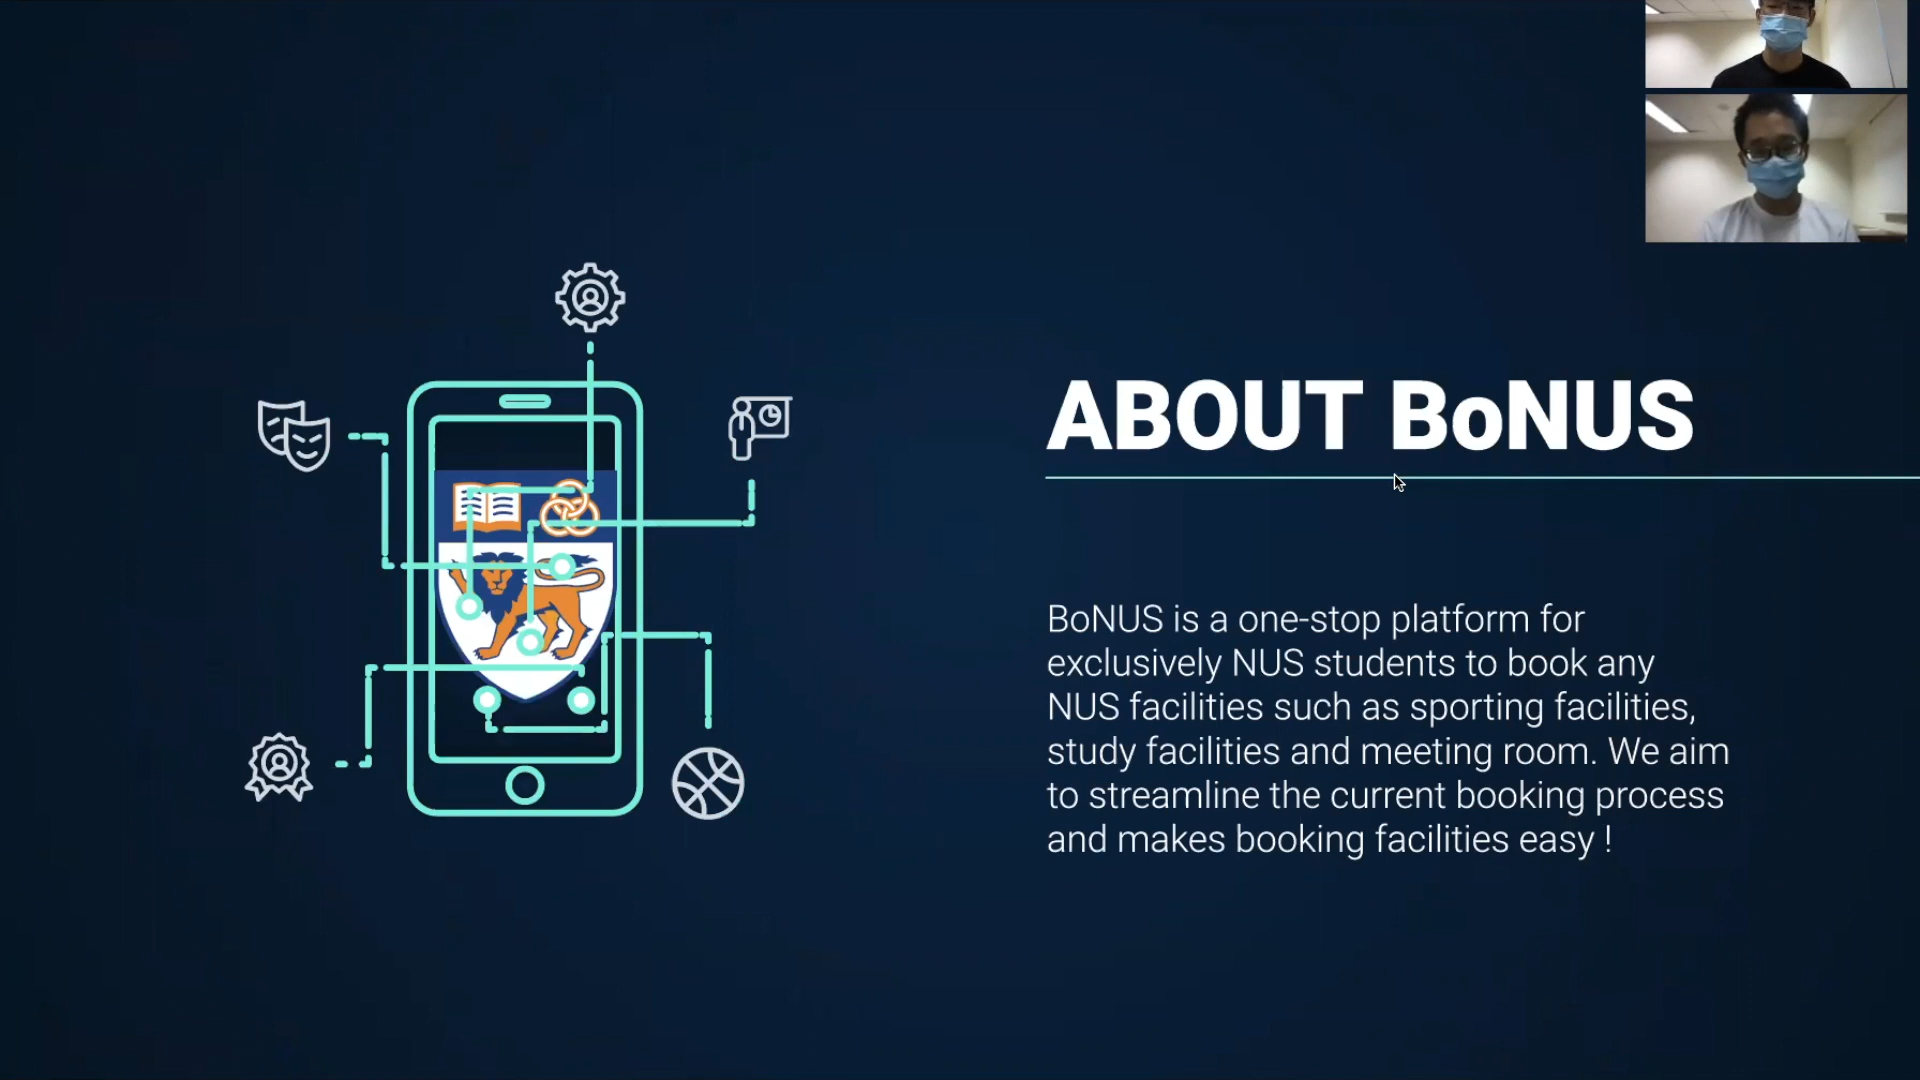 ABOUT BoNUS
BoNUS is a one-stop platform for
exclusively NUS students to book any
NUS facilities such as sporting facilities,
study facilities and meeting room. We aim
to streamline the current booking process
and makes booking facilities easy !